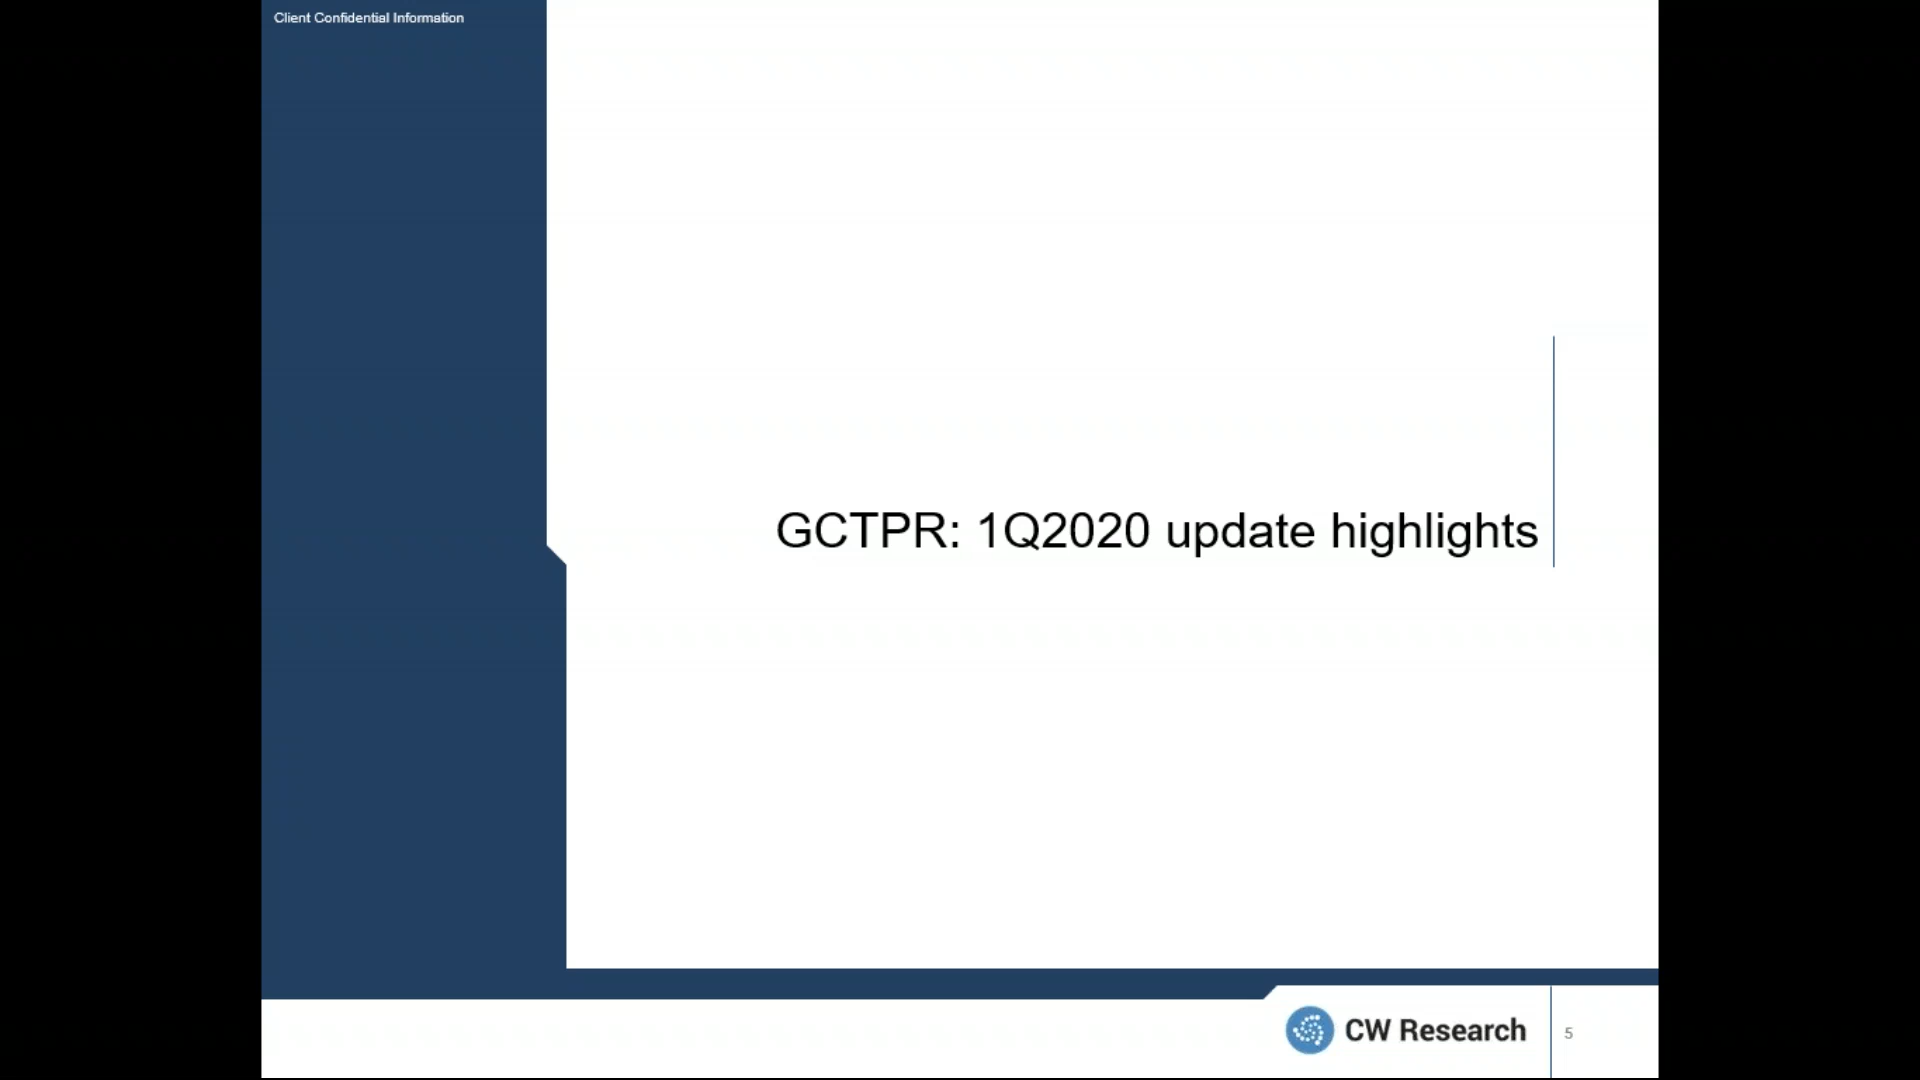 Client Confidential Information
GCTPR: 1Q2020 update highlights
CW Research
5